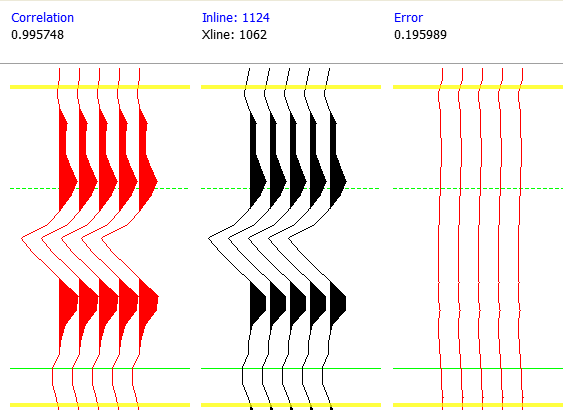 Correlation
0.995748
Inline: 1124
Xline: 1062
Error
0.195989